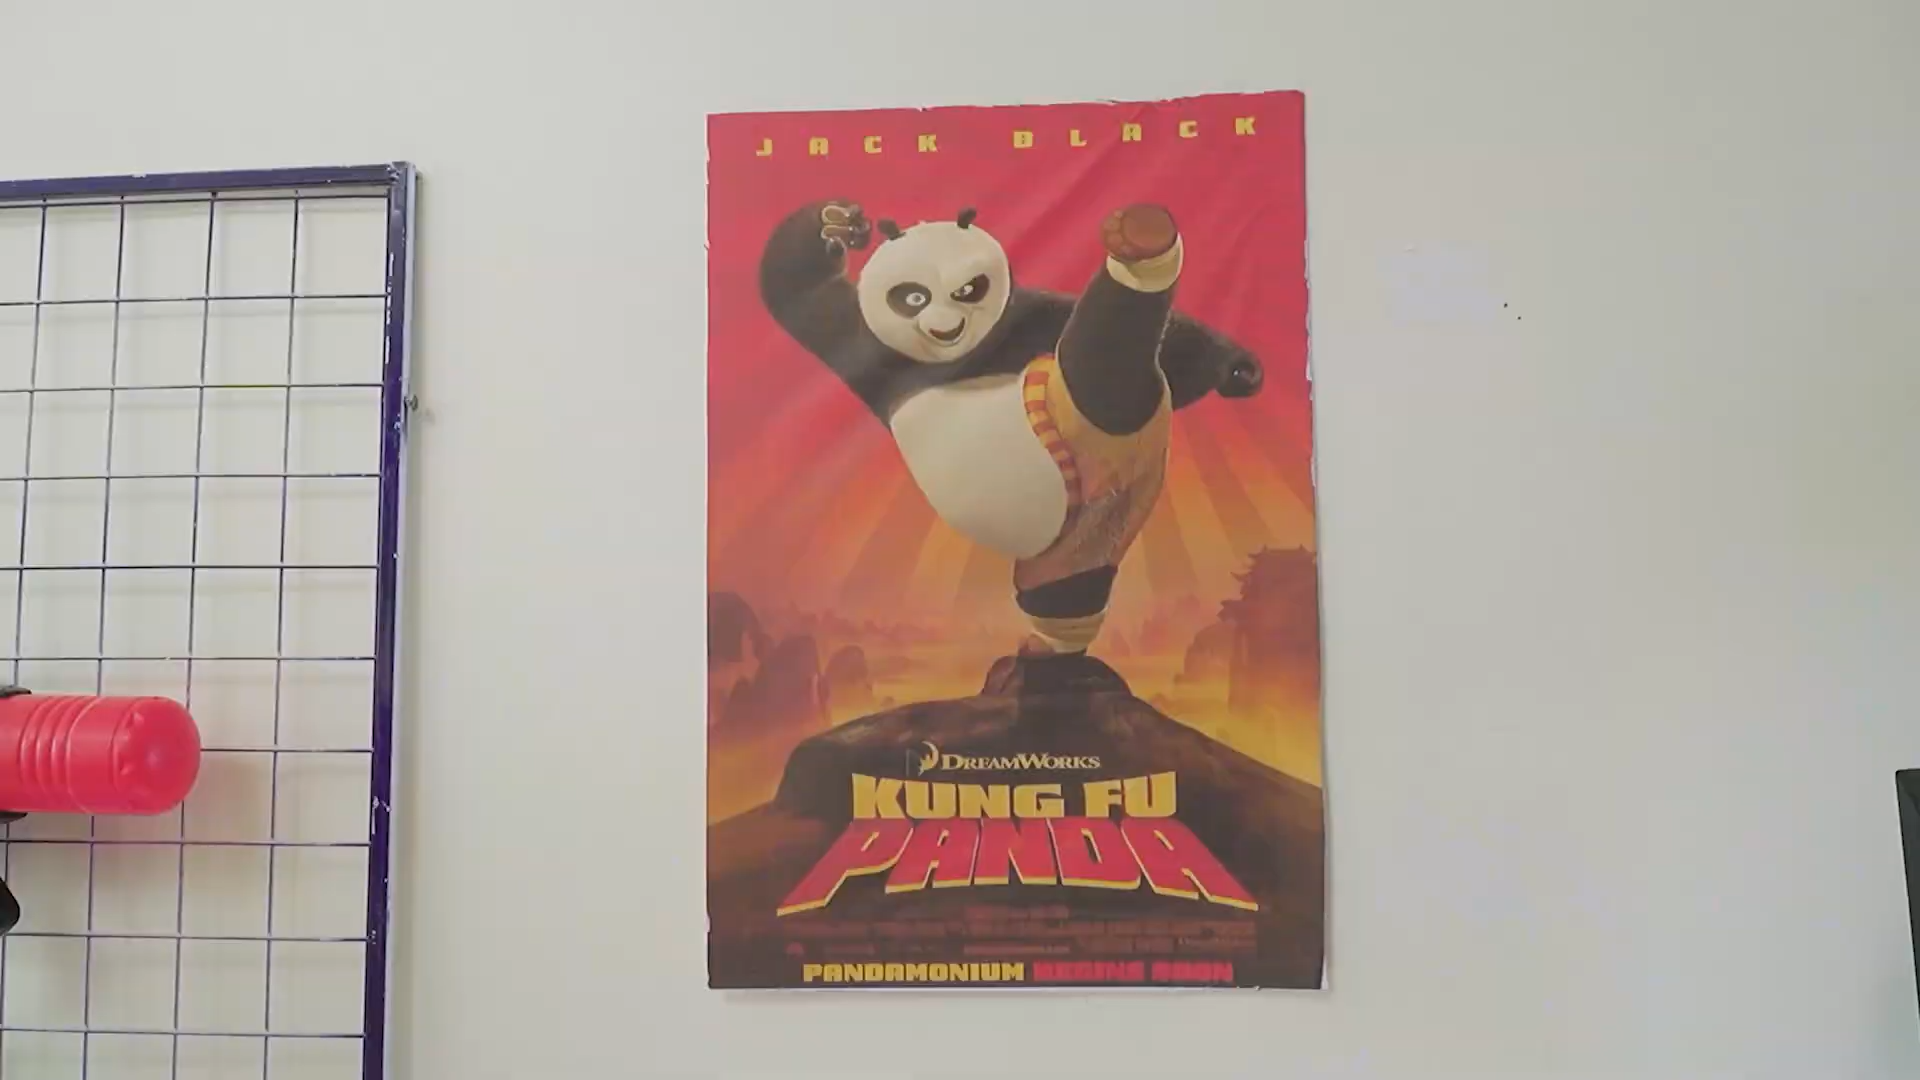 JACK BLACK
DREAMWORKS
KUNG FU
PANDA
PANDAMONIUM BEGINS SOON